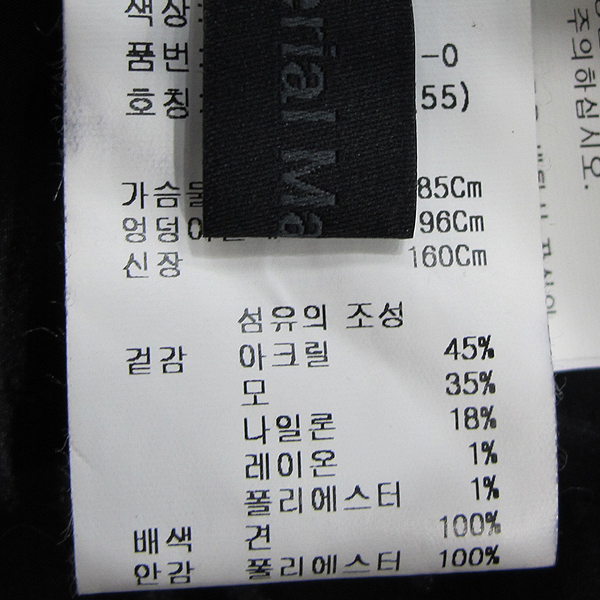 색상:
품번: -0
호칭: 55)
가슴둘 85Cm
엉덩이 96Cm
신장 160Cm
섬유의 조성
겉감 아크릴 45%
모 35%
나일론 18%
레이온 1%
폴리에스터 1%
배색 견 100%
안감 폴리에스터 100%
erial Ma
주의하십시오.